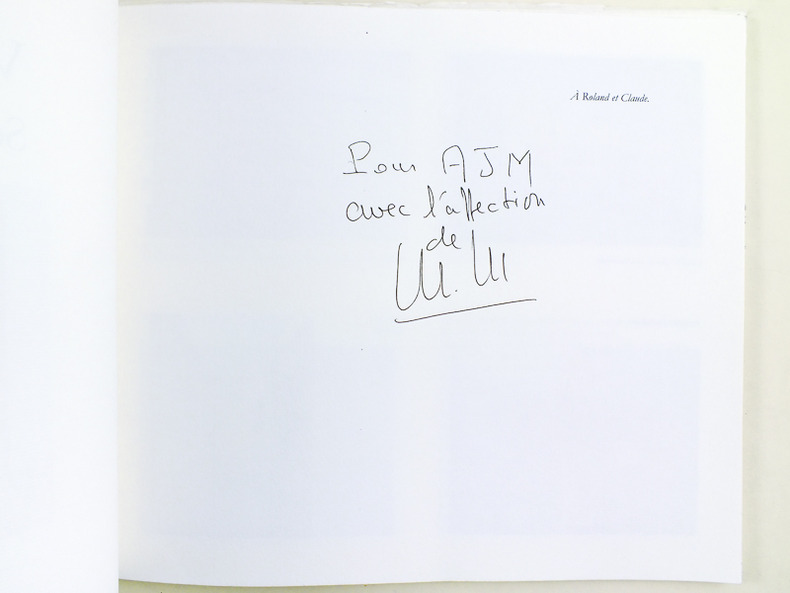 À Roland et Claude.
Pour AJM
avec l'affection
de